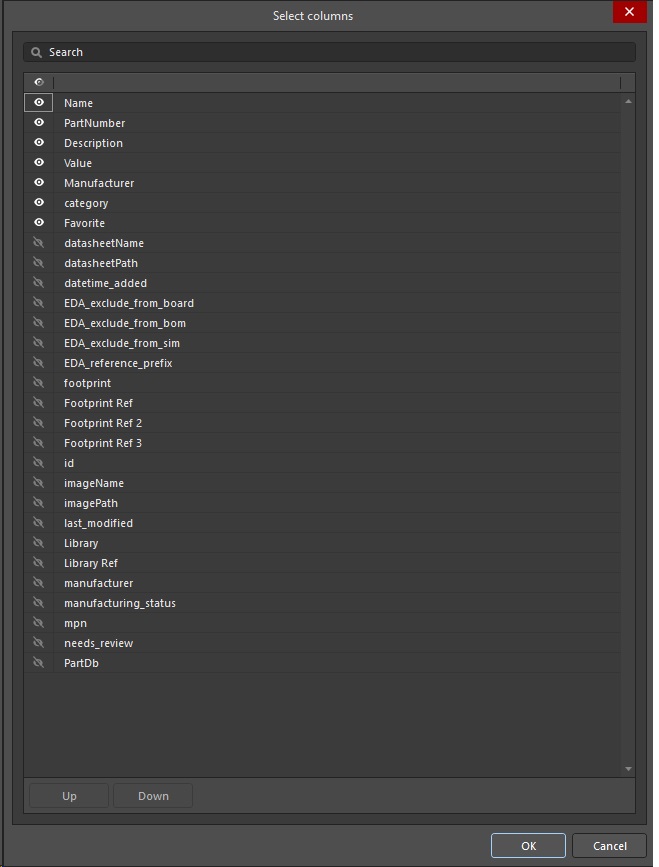 Select columns
Search
Name
PartNumber
Description
Value
Manufacturer
category
Favorite
datasheetName
datasheetPath
datetime_added
EDA_exclude_from_board
EDA_exclude_from_bom
EDA_exclude_from_sim
EDA_reference_prefix
footprint
Footprint Ref
Footprint Ref 2
Footprint Ref 3
id
imageName
imagePath
last_modified
Library
Library Ref
manufacturer
manufacturing_status
mpn
needs_review
PartDb
Up Down
OK Cancel